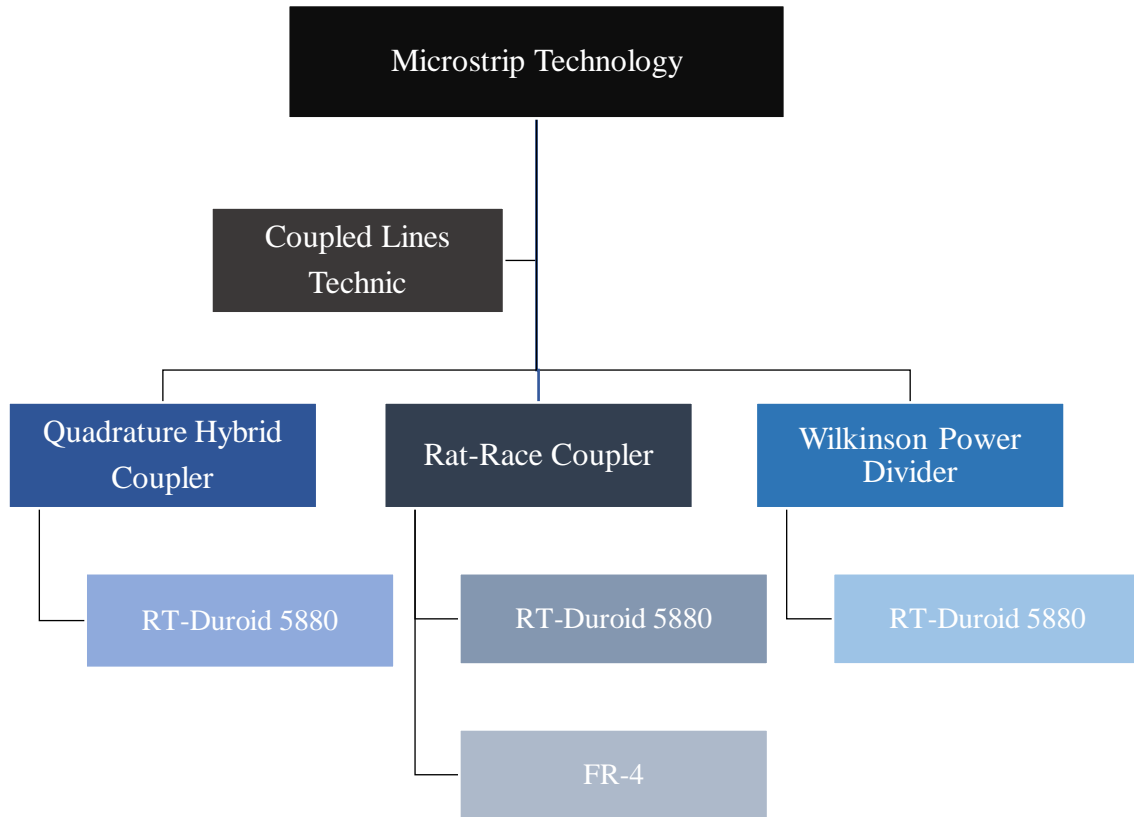 Microstrip Technology
Coupled Lines
Technic
Quadrature Hybrid
Coupler
Rat-Race Coupler
Wilkinson Power
Divider
RT-Duroid 5880
RT-Duroid 5880
RT-Duroid 5880
FR-4